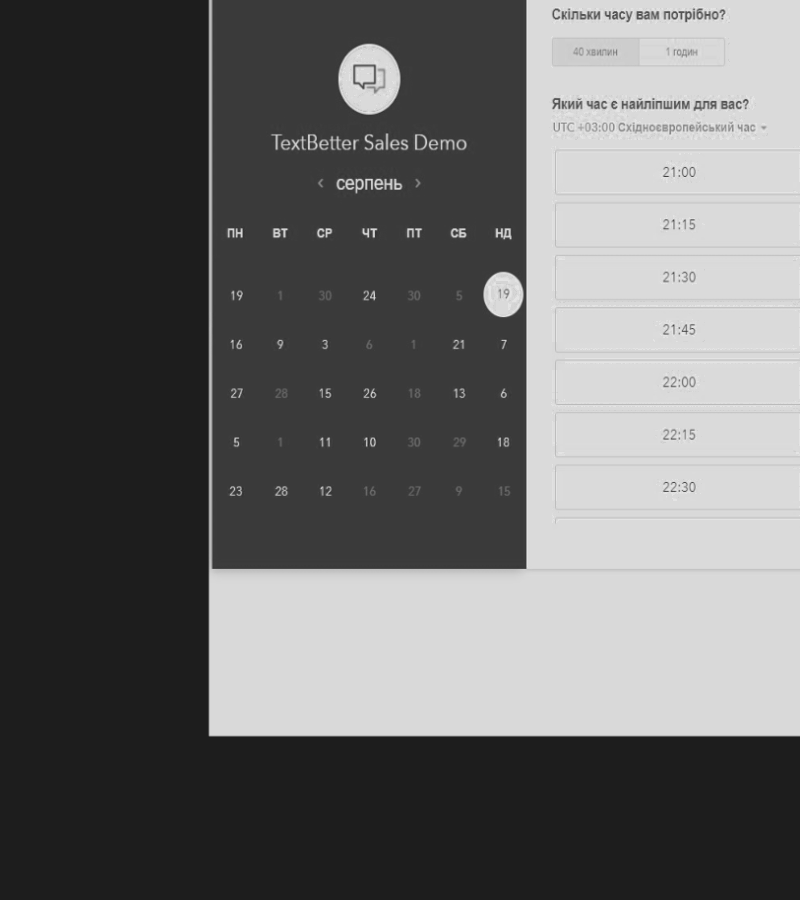 TextBetter Sales Demo
‹ серпень ›
ПН ВТ СР ЧТ ПТ СБ НД
19 1 30 24 30 5 19
16 9 3 6 1 21 7
27 28 15 26 18 13 6
5 1 11 10 30 29 18
23 28 12 16 27 9 15
Скільки часу вам потрібно?
40 хвилин 1 годин
Який час є найліпшим для вас?
UTC +03:00 Східноєвропейський час
21:00
21:15
21:30
21:45
22:00
22:15
22:30